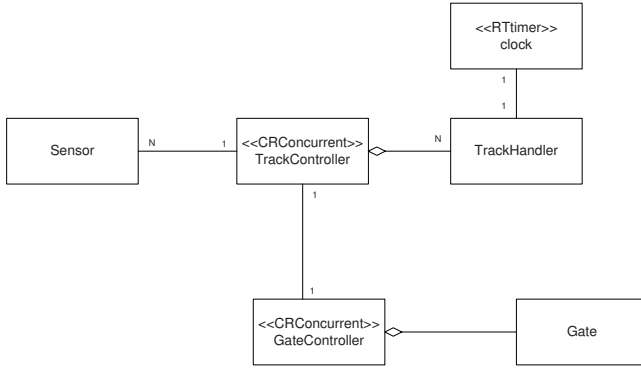 <<RTtimer>>
clock
1
1
Sensor
N
1
<<CRConcurrent>>
TrackController
N
TrackHandler
1
1
<<CRConcurrent>>
GateController
Gate